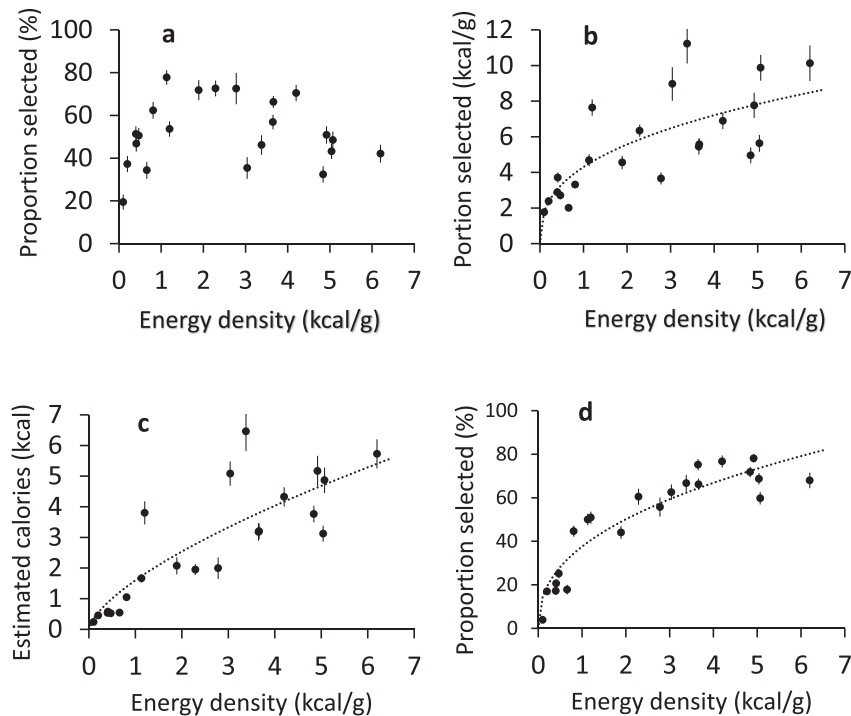 a
Proportion selected (%)
100
80
60
40
20
0
0 1 2 3 4 5 6 7
Energy density (kcal/g)
b
Portion selected (kcal/g)
12
10
8
6
4
2
0
0 1 2 3 4 5 6 7
Energy density (kcal/g)
c
Estimated calories (kcal)
7
6
5
4
3
2
1
0
0 1 2 3 4 5 6 7
Energy density (kcal/g)
d
Proportion selected (%)
100
80
60
40
20
0
0 1 2 3 4 5 6 7
Energy density (kcal/g)